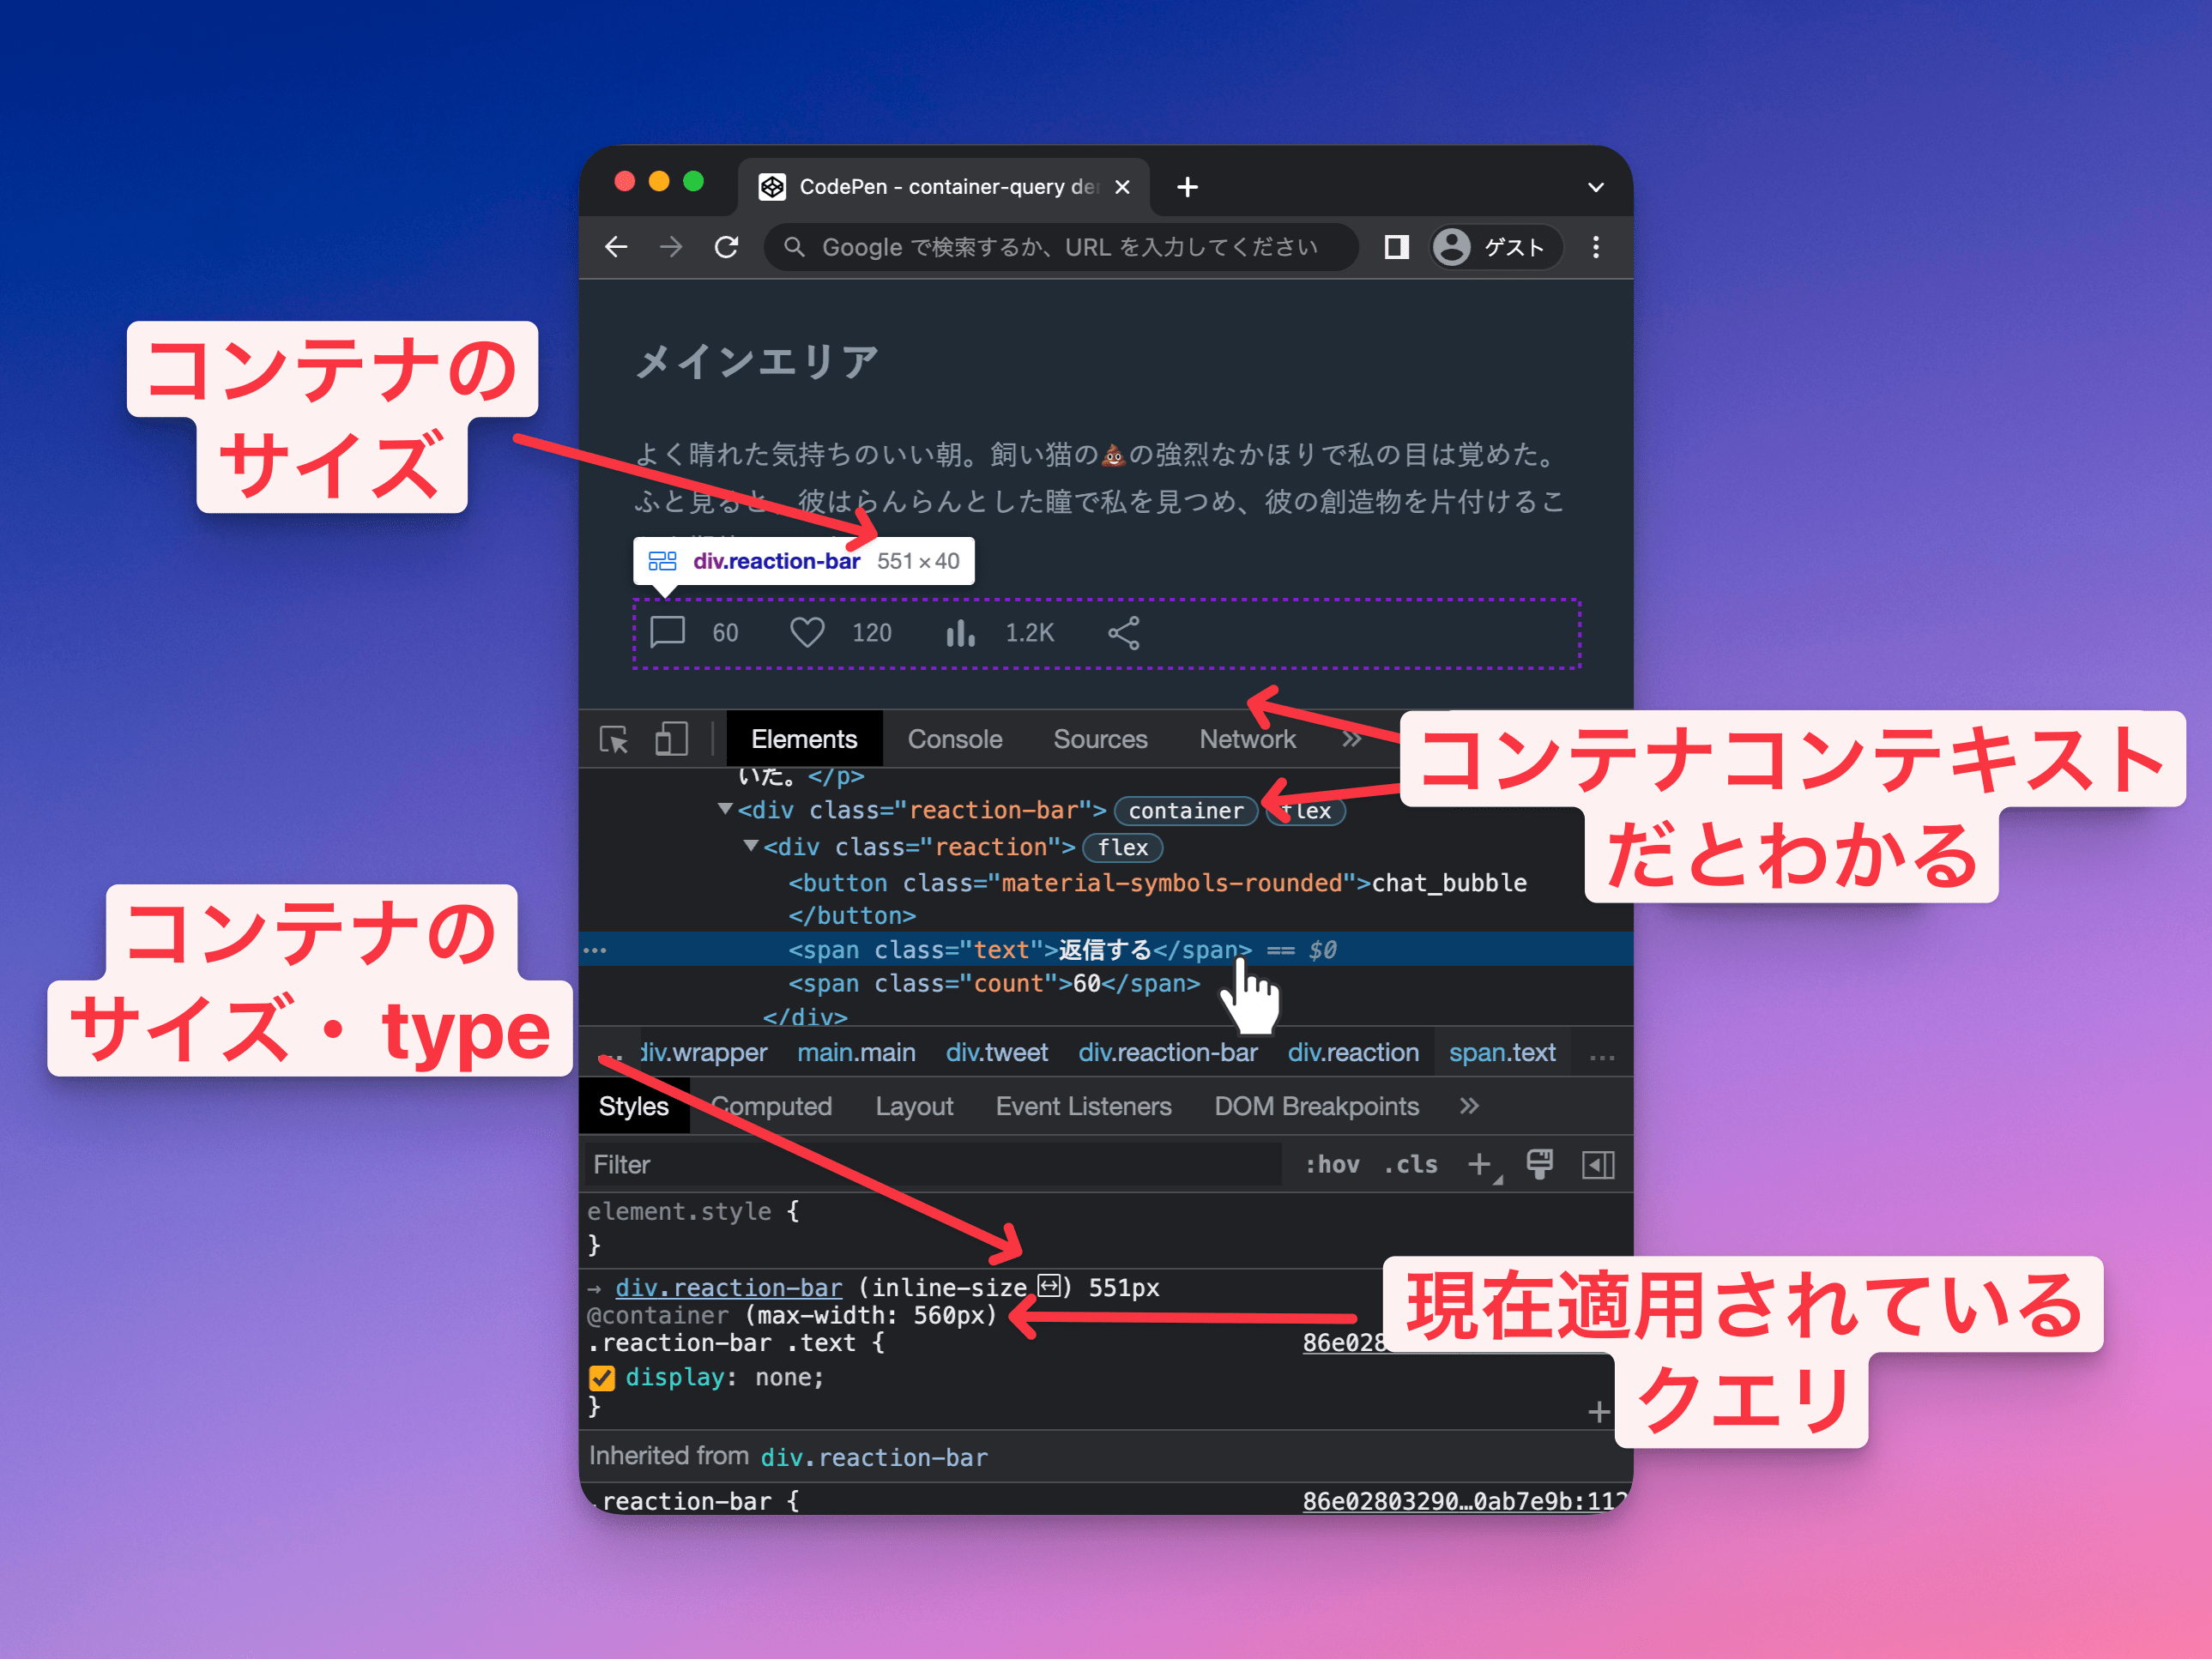 CodePen - container-query
Google で検索するか、URL を入力してください
ゲスト
メインエリア
よく晴れた気持ちのいい朝。飼い猫の💩の強烈なかほりで私の目は覚めた。
ふと見ると、彼はらんらんとした瞳で私を見つめ、彼の創造物を片付けるこ
コンテナの
サイズ
div.reaction-bar 551×40
60 120 1.2K
Elements Console Sources Network »
コンテナコンテキスト
だとわかる
いた。</p>
▼<div class="reaction-bar"> container flex
▼<div class="reaction"> flex
<button class="material-symbols-rounded">chat_bubble
</button>
··· <span class="text">返信する</span> == $0
<span class="count">60</span>
</div>
コンテナの
サイズ・type
... div.wrapper main.main div.tweet div.reaction-bar div.reaction span.text ...
Styles Computed Layout Event Listeners DOM Breakpoints »
Filter :hov .cls +
element.style {
}
→ div.reaction-bar (inline-size ↔) 551px
@container (max-width: 560px)
.reaction-bar .text { 86e028
display: none;
}
+
現在適用されている
クエリ
Inherited from div.reaction-bar
.reaction-bar { 86e02803290…0ab7e9b:112